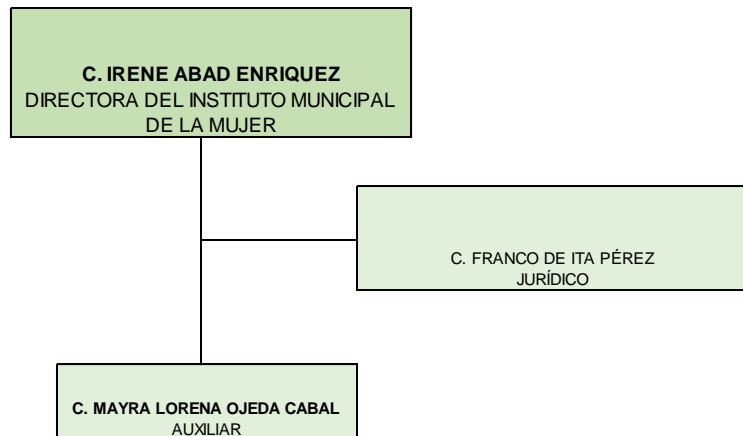 C. IRENE ABAD ENRIQUEZ
DIRECTORA DEL INSTITUTO MUNICIPAL
DE LA MUJER
C. FRANCO DE ITA PÉREZ
JURÍDICO
C. MAYRA LORENA OJEDA CABAL
AUXILIAR